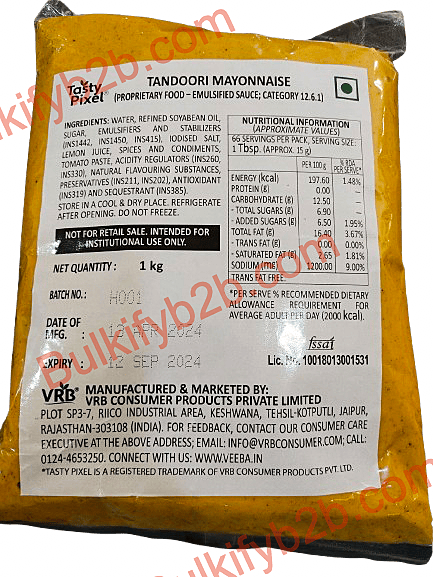 Tasty
Pixel
TANDOORI MAYONNAISE
(PROPRIETARY FOOD – EMULSIFIED SAUCE; CATEGORY 12.6.1)
INGREDIENTS: WATER, REFINED SOYABEAN OIL,
SUGAR, EMULSIFIERS AND STABILIZERS
(INS1442, INS1450, INS415), IODISED SALT,
LEMON JUICE, SPICES AND CONDIMENTS,
TOMATO PASTE, ACIDITY REGULATORS (INS260,
INS330), NATURAL FLAVOURING SUBSTANCES,
PRESERVATIVES (INS211, INS202), ANTIOXIDANT
(INS319) AND SEQUESTRANT (INS385).
STORE IN A COOL & DRY PLACE. REFRIGERATE
AFTER OPENING. DO NOT FREEZE.
NOT FOR RETAIL SALE. INTENDED FOR
INSTITUTIONAL USE ONLY.
NET QUANTITY: 1 kg
BATCH NO.: H001
DATE OF
MFG. : 13 APR 2024
EXPIRY : 12 SEP 2024
NUTRITIONAL INFORMATION
(APPROXIMATE VALUES)
66 SERVINGS PER PACK, SERVING SIZE:
1 Tbsp. (APPROX. 15 g)
PER 100 g % RDA PER SERVE*
ENERGY (kcal) 197.60 1.48%
PROTEIN (g) 0.00 —
CARBOHYDRATE (g) 12.50 —
- TOTAL SUGARS (g) 6.90 —
- ADDED SUGARS (g) 6.50 1.95%
TOTAL FAT (g) 16.40 3.67%
- TRANS FAT (g) 0.00 0.00%
- SATURATED FAT (g) 2.65 1.81%
SODIUM (mg) 1200.00 9.00%
TRANS FAT FREE
*PER SERVE % RECOMMENDED DIETARY
ALLOWANCE REQUIREMENT FOR
AVERAGE ADULT PER DAY (2000 kcal).
fssai
Lic. No. 10018013001531
VRB
MANUFACTURED & MARKETED BY:
VRB CONSUMER PRODUCTS PRIVATE LIMITED
PLOT SP3-7, RIICO INDUSTRIAL AREA, KESHWANA, TEHSIL-KOTPUTLI, JAIPUR,
RAJASTHAN-303108 (INDIA). FOR FEEDBACK, CONTACT OUR CONSUMER CARE
EXECUTIVE AT THE ABOVE ADDRESS; EMAIL: INFO@VRBCONSUMER.COM; CALL:
0124-4653250. CONNECT WITH US: WWW.VEEBA.IN
*TASTY PIXEL IS A REGISTERED TRADEMARK OF VRB CONSUMER PRODUCTS PVT. LTD.
Bulkifyb2b.com
Bulkifyb2b.com
Bulkifyb2b.com
Bulkifyb2b.com